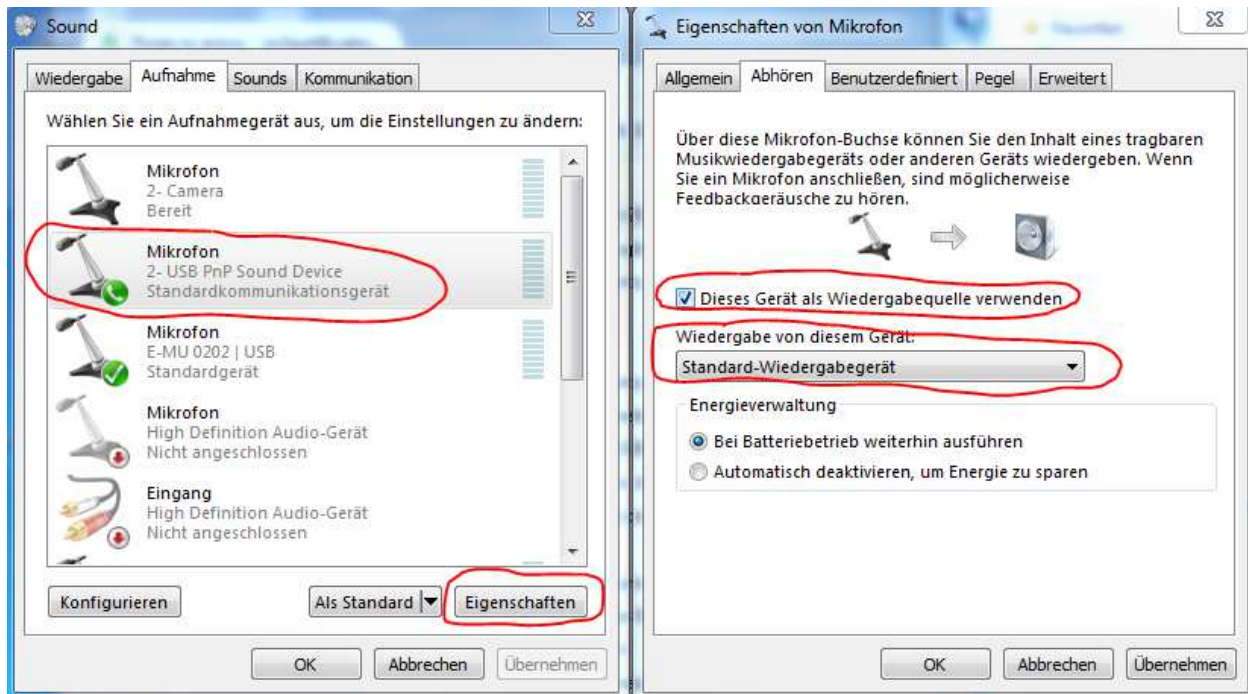 Sound
Wiedergabe Aufnahme Sounds Kommunikation
Wählen Sie ein Aufnahmegerät aus, um die Einstellungen zu ändern:
Mikrofon
2- Camera
Bereit
Mikrofon
2- USB PnP Sound Device
Standardkommunikationsgerät
Mikrofon
E-MU 0202 | USB
Standardgerät
Mikrofon
High Definition Audio-Gerät
Nicht angeschlossen
Eingang
High Definition Audio-Gerät
Nicht angeschlossen
Konfigurieren Als Standard Eigenschaften
OK Abbrechen Übernehmen
Eigenschaften von Mikrofon
Allgemein Abhören Benutzerdefiniert Pegel Erweitert
Über diese Mikrofon-Buchse können Sie den Inhalt eines tragbaren
Musikwiedergabegeräts oder anderen Geräts wiedergeben. Wenn
Sie ein Mikrofon anschließen, sind möglicherweise
Feedbackgeräusche zu hören.
Dieses Gerät als Wiedergabequelle verwenden
Wiedergabe von diesem Gerät:
Standard-Wiedergabegerät
Energieverwaltung
Bei Batteriebetrieb weiterhin ausführen
Automatisch deaktivieren, um Energie zu sparen
OK Abbrechen Übernehmen